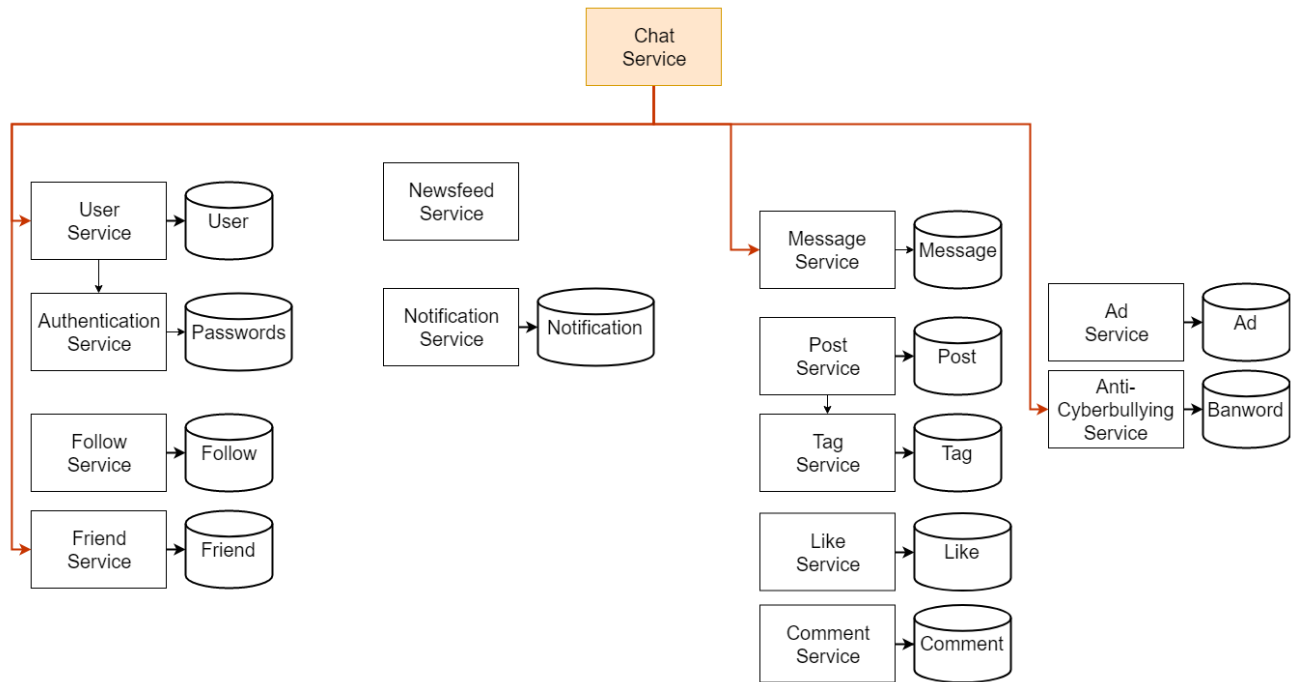 Chat
Service
User
Service
User
Authentication
Service
Passwords
Follow
Service
Follow
Friend
Service
Friend
Newsfeed
Service
Notification
Service
Notification
Message
Service
Message
Post
Service
Post
Tag
Service
Tag
Like
Service
Like
Comment
Service
Comment
Ad
Service
Ad
Anti-
Cyberbullying
Service
Banword